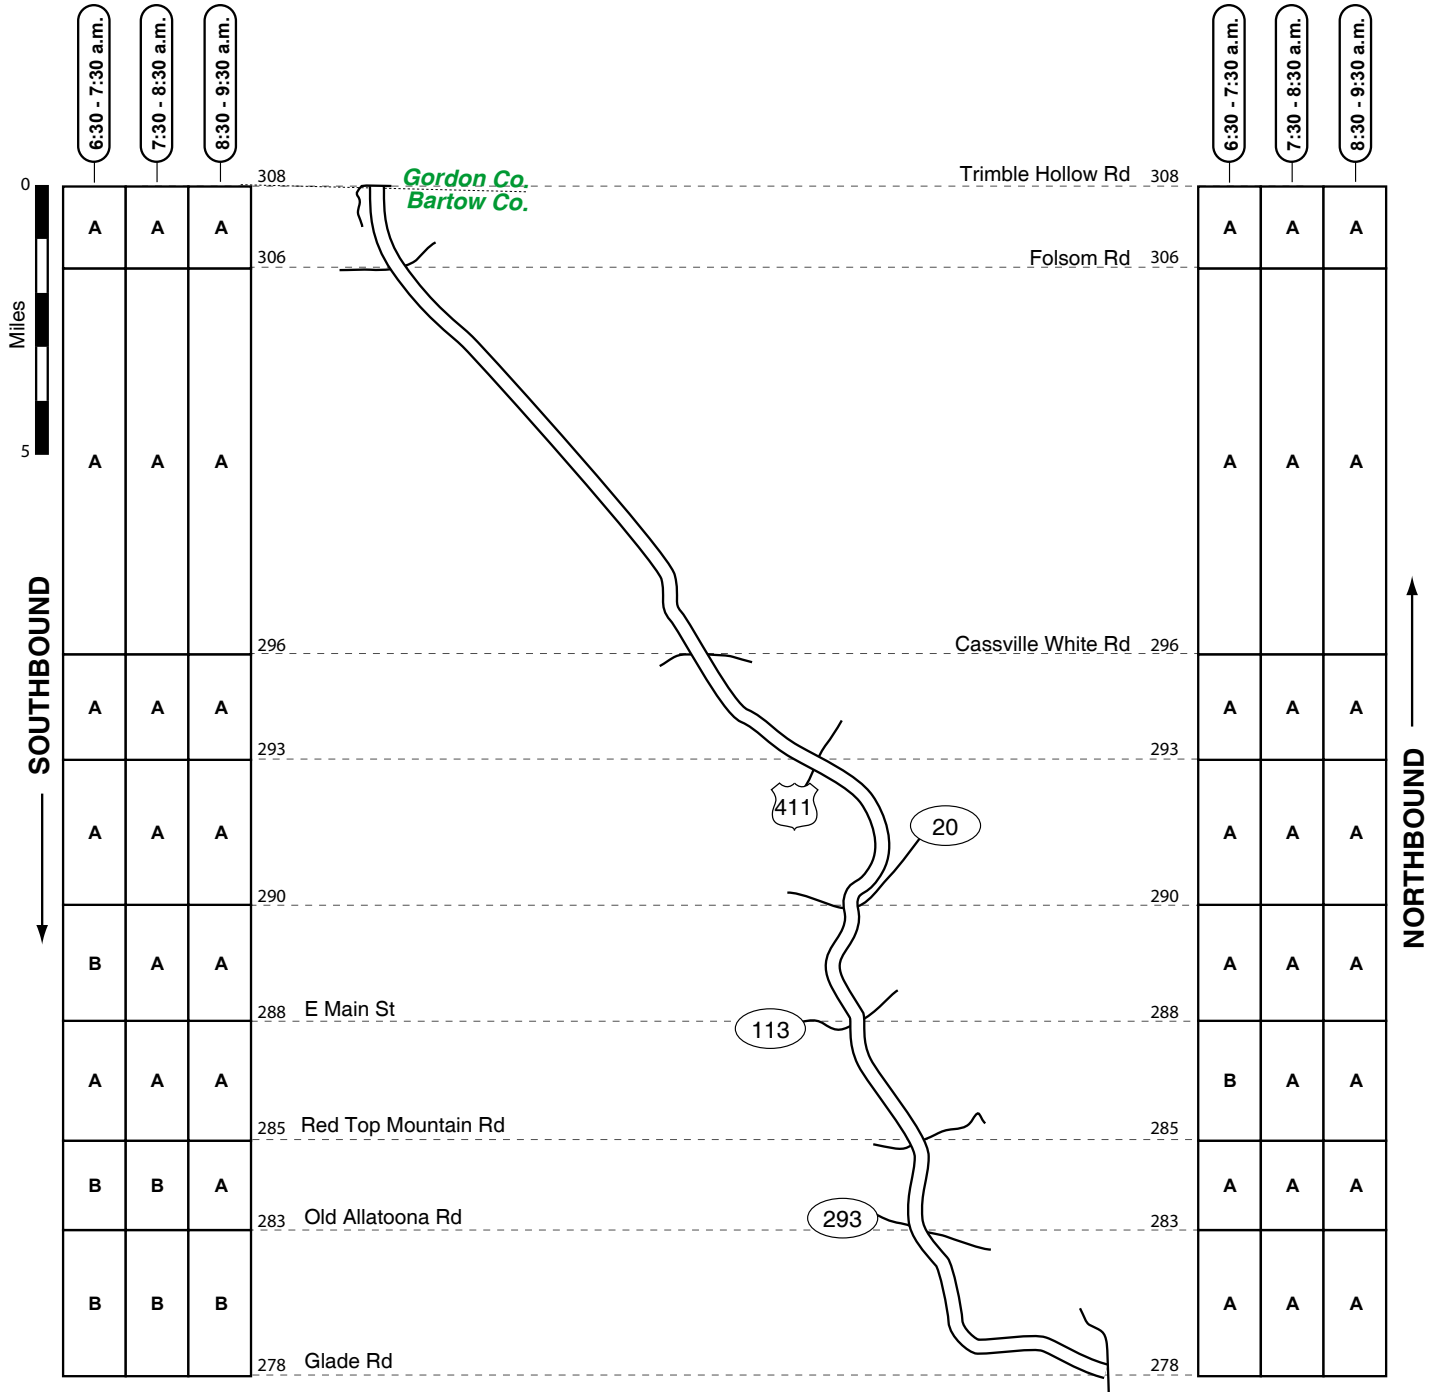 6:30 - 7:30 a.m. 7:30 - 8:30 a.m. 8:30 - 9:30 a.m. 6:30 - 7:30 a.m. 7:30 - 8:30 a.m. 8:30 - 9:30 a.m.
0 308 Gordon Co. Trimble Hollow Rd 308
Bartow Co.
A A A A A A
306 Folsom Rd 306
Miles
5 A A A A A A
SOUTHBOUND
NORTHBOUND
296 Cassville White Rd 296
A A A A A A
293 293
411
20
A A A A A A
290 290
B A A A A A
288 E Main St 288
113
A A A B A A
285 Red Top Mountain Rd 285
B B A A A A
283 Old Allatoona Rd 293 283
B B B A A A
278 Glade Rd 278